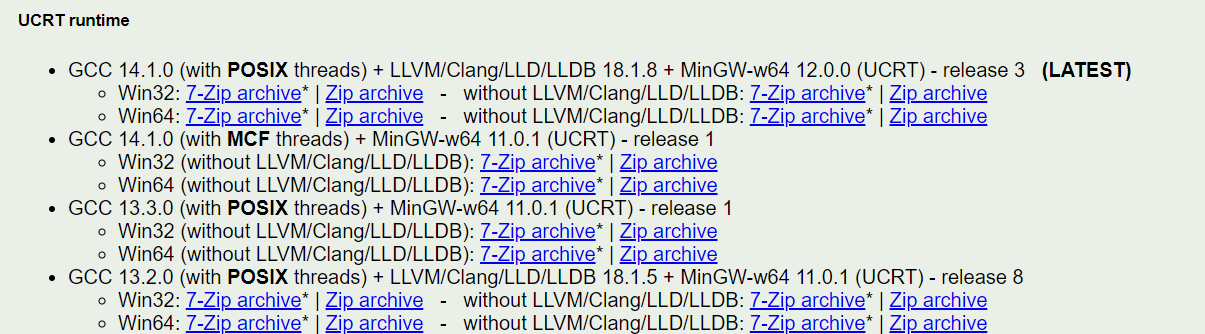 UCRT runtime
• GCC 14.1.0 (with POSIX threads) + LLVM/Clang/LLD/LLDB 18.1.8 + MinGW-w64 12.0.0 (UCRT) - release 3 (LATEST)
○ Win32: 7-Zip archive* | Zip archive - without LLVM/Clang/LLD/LLDB: 7-Zip archive* | Zip archive
○ Win64: 7-Zip archive* | Zip archive - without LLVM/Clang/LLD/LLDB: 7-Zip archive* | Zip archive
• GCC 14.1.0 (with MCF threads) + MinGW-w64 11.0.1 (UCRT) - release 1
○ Win32 (without LLVM/Clang/LLD/LLDB): 7-Zip archive* | Zip archive
○ Win64 (without LLVM/Clang/LLD/LLDB): 7-Zip archive* | Zip archive
• GCC 13.3.0 (with POSIX threads) + MinGW-w64 11.0.1 (UCRT) - release 1
○ Win32 (without LLVM/Clang/LLD/LLDB): 7-Zip archive* | Zip archive
○ Win64 (without LLVM/Clang/LLD/LLDB): 7-Zip archive* | Zip archive
• GCC 13.2.0 (with POSIX threads) + LLVM/Clang/LLD/LLDB 18.1.5 + MinGW-w64 11.0.1 (UCRT) - release 8
○ Win32: 7-Zip archive* | Zip archive - without LLVM/Clang/LLD/LLDB: 7-Zip archive* | Zip archive
○ Win64: 7-Zip archive* | Zip archive - without LLVM/Clang/LLD/LLDB: 7-Zip archive* | Zip archive